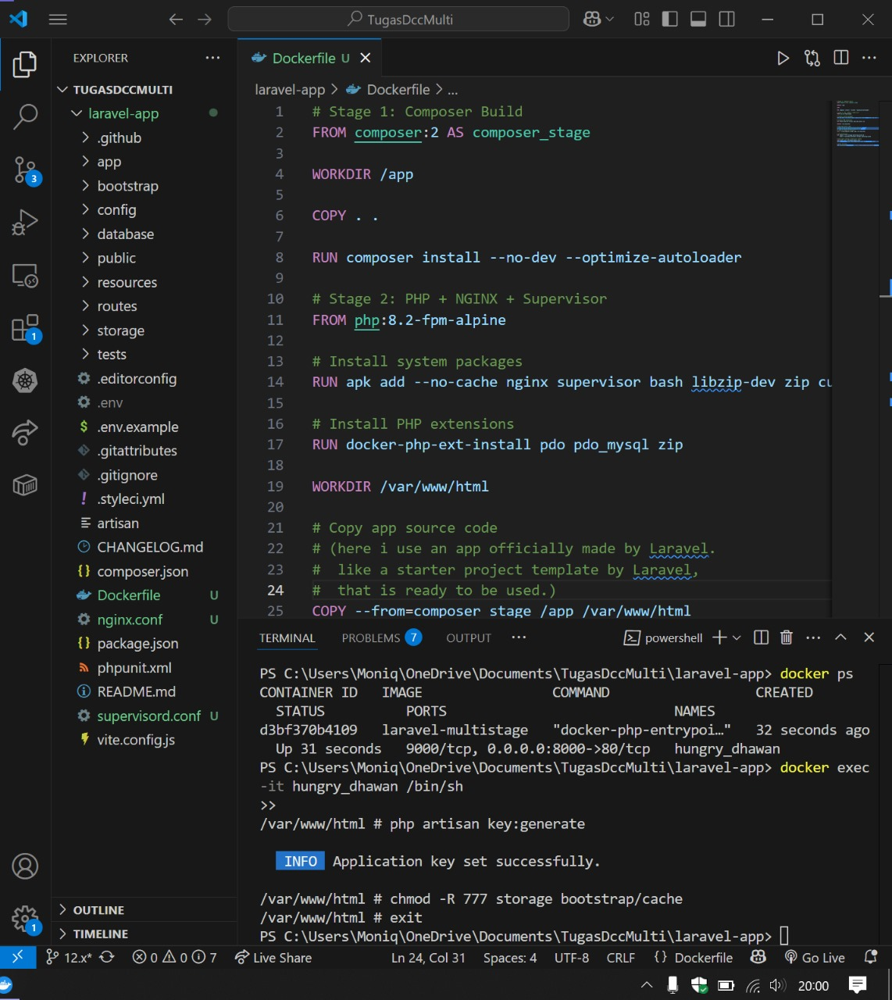 TugasDccMulti
EXPLORER
TUGASDCCMULTI
laravel-app
.github
app
bootstrap
config
database
public
resources
routes
storage
tests
.editorconfig
.env
$ .env.example
.gitattributes
.gitignore
! .styleci.yml
artisan
CHANGELOG.md
{} composer.json
Dockerfile U
nginx.conf U
{} package.json
phpunit.xml
README.md
supervisord.conf U
vite.config.js
OUTLINE
TIMELINE
3
1
1
Dockerfile U
laravel-app > Dockerfile > ...
1 # Stage 1: Composer Build
2 FROM composer:2 AS composer_stage
3
4 WORKDIR /app
5
6 COPY . .
7
8 RUN composer install --no-dev --optimize-autoloader
9
10 # Stage 2: PHP + NGINX + Supervisor
11 FROM php:8.2-fpm-alpine
12
13 # Install system packages
14 RUN apk add --no-cache nginx supervisor bash libzip-dev zip cu
15
16 # Install PHP extensions
17 RUN docker-php-ext-install pdo pdo_mysql zip
18
19 WORKDIR /var/www/html
20
21 # Copy app source code
22 # (here i use an app officially made by Laravel.
23 #  like a starter project template by Laravel,
24 #  that is ready to be used.)
25 COPY --from=composer_stage /app /var/www/html
TERMINAL PROBLEMS 7 OUTPUT ... powershell
PS C:\Users\Moniq\OneDrive\Documents\TugasDccMulti\laravel-app> docker ps
CONTAINER ID   IMAGE                COMMAND                  CREATED
  STATUS          PORTS                            NAMES
d3bf370b4109   laravel-multistage   "docker-php-entrypoi…"   32 seconds ago
  Up 31 seconds   9000/tcp, 0.0.0.0:8000->80/tcp   hungry_dhawan
PS C:\Users\Moniq\OneDrive\Documents\TugasDccMulti\laravel-app> docker exec
-it hungry_dhawan /bin/sh
>>
/var/www/html # php artisan key:generate
INFO Application key set successfully.
/var/www/html # chmod -R 777 storage bootstrap/cache
/var/www/html # exit
PS C:\Users\Moniq\OneDrive\Documents\TugasDccMulti\laravel-app>
12.x* 0 0 7 Live Share Ln 24, Col 31 Spaces: 4 UTF-8 CRLF {} Dockerfile Go Live
20:00